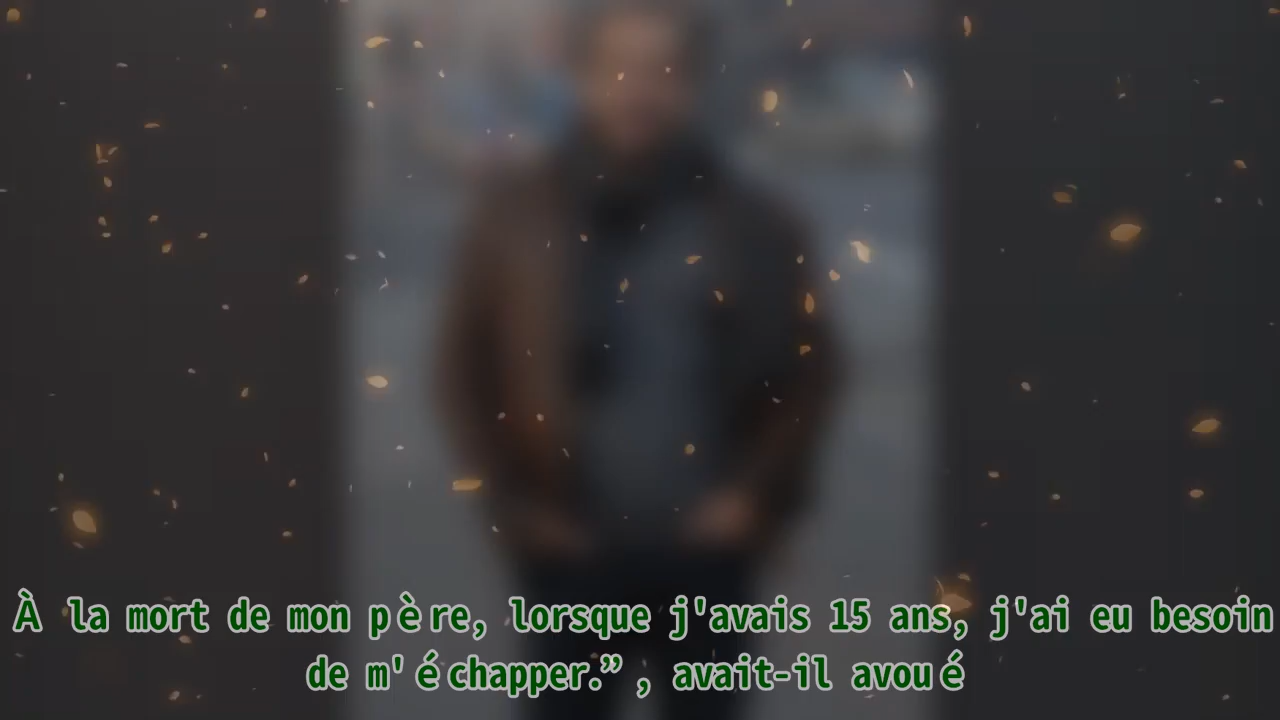 À la mort de mon père, lorsque j'avais 15 ans, j'ai eu besoin
de m'échapper.” , avait-il avoué